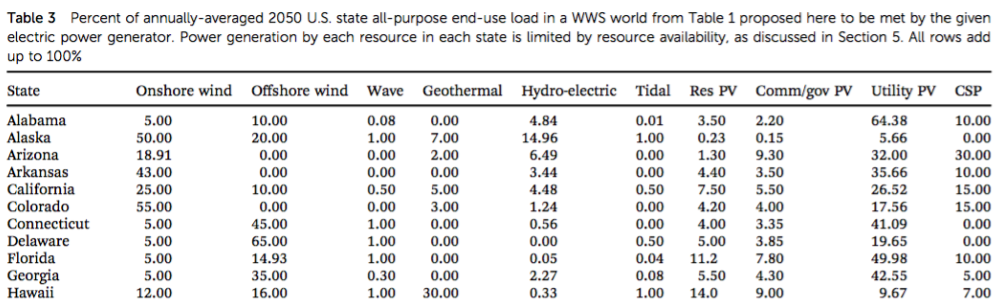 Table 3 Percent of annually-averaged 2050 U.S. state all-purpose end-use load in a WWS world from Table 1 proposed here to be met by the given
electric power generator. Power generation by each resource in each state is limited by resource availability, as discussed in Section 5. All rows add
up to 100%
State Onshore wind Offshore wind Wave Geothermal Hydro-electric Tidal Res PV Comm/gov PV Utility PV CSP
Alabama 5.00 10.00 0.08 0.00 4.84 0.01 3.50 2.20 64.38 10.00
Alaska 50.00 20.00 1.00 7.00 14.96 1.00 0.23 0.15 5.66 0.00
Arizona 18.91 0.00 0.00 2.00 6.49 0.00 1.30 9.30 32.00 30.00
Arkansas 43.00 0.00 0.00 0.00 3.44 0.00 4.40 3.50 35.66 10.00
California 25.00 10.00 0.50 5.00 4.48 0.50 7.50 5.50 26.52 15.00
Colorado 55.00 0.00 0.00 3.00 1.24 0.00 4.20 4.00 17.56 15.00
Connecticut 5.00 45.00 1.00 0.00 0.56 0.00 4.00 3.35 41.09 0.00
Delaware 5.00 65.00 1.00 0.00 0.00 0.50 5.00 3.85 19.65 0.00
Florida 5.00 14.93 1.00 0.00 0.05 0.04 11.2 7.80 49.98 10.00
Georgia 5.00 35.00 0.30 0.00 2.27 0.08 5.50 4.30 42.55 5.00
Hawaii 12.00 16.00 1.00 30.00 0.33 1.00 14.0 9.00 9.67 7.00